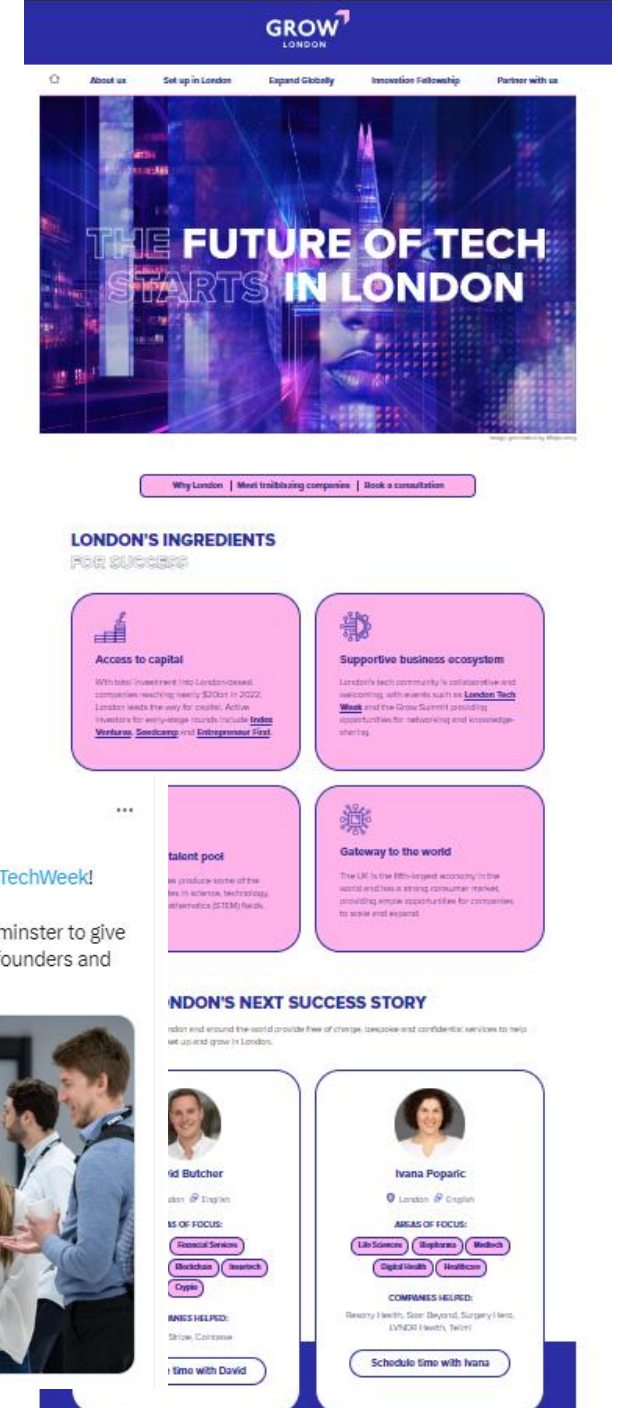 GROW
LONDON
About us Set up in London Expand Globally Innovation Fellowship Partner with us
THE FUTURE OF TECH
STARTS IN LONDON
Image generated by Midjourney
Why London | Meet trailblazing companies | Book a consultation
LONDON'S INGREDIENTS
FOR SUCCESS
Access to capital
With total investment into London-based
companies reaching nearly $20bn in 2022,
London leads the way for capital. Active
investors for early-stage rounds include Index
Ventures, Seedcamp and Entrepreneur First.
Supportive business ecosystem
London's tech community is collaborative and
welcoming, with events such as London Tech
Week and the Grow Summit providing
opportunities for networking and knowledge-
sharing.
talent pool
produce some of the
in science, technology,
(STEM) fields.
Gateway to the world
The UK is the fifth-largest economy in the
world and has a strong consumer market,
providing ample opportunities for companies
to scale and expand.
...
TechWeek!
minster to give
founders and
NDON'S NEXT SUCCESS STORY
ndon and around the world provide free of charge, bespoke and confidential services to help
set up and grow in London.
id Butcher
don English
AS OF FOCUS:
Financial Services
Blockchain Insurtech
Crypto
ANIES HELPED:
Stripe, Coinbase
time with David
Ivana Poparic
London English
AREAS OF FOCUS:
Life Sciences Biopharma Medtech
Digital Health Healthcare
COMPANIES HELPED:
Health, Soar Beyond, Surgery Hero,
LVNDR Health,
Schedule time with Ivana